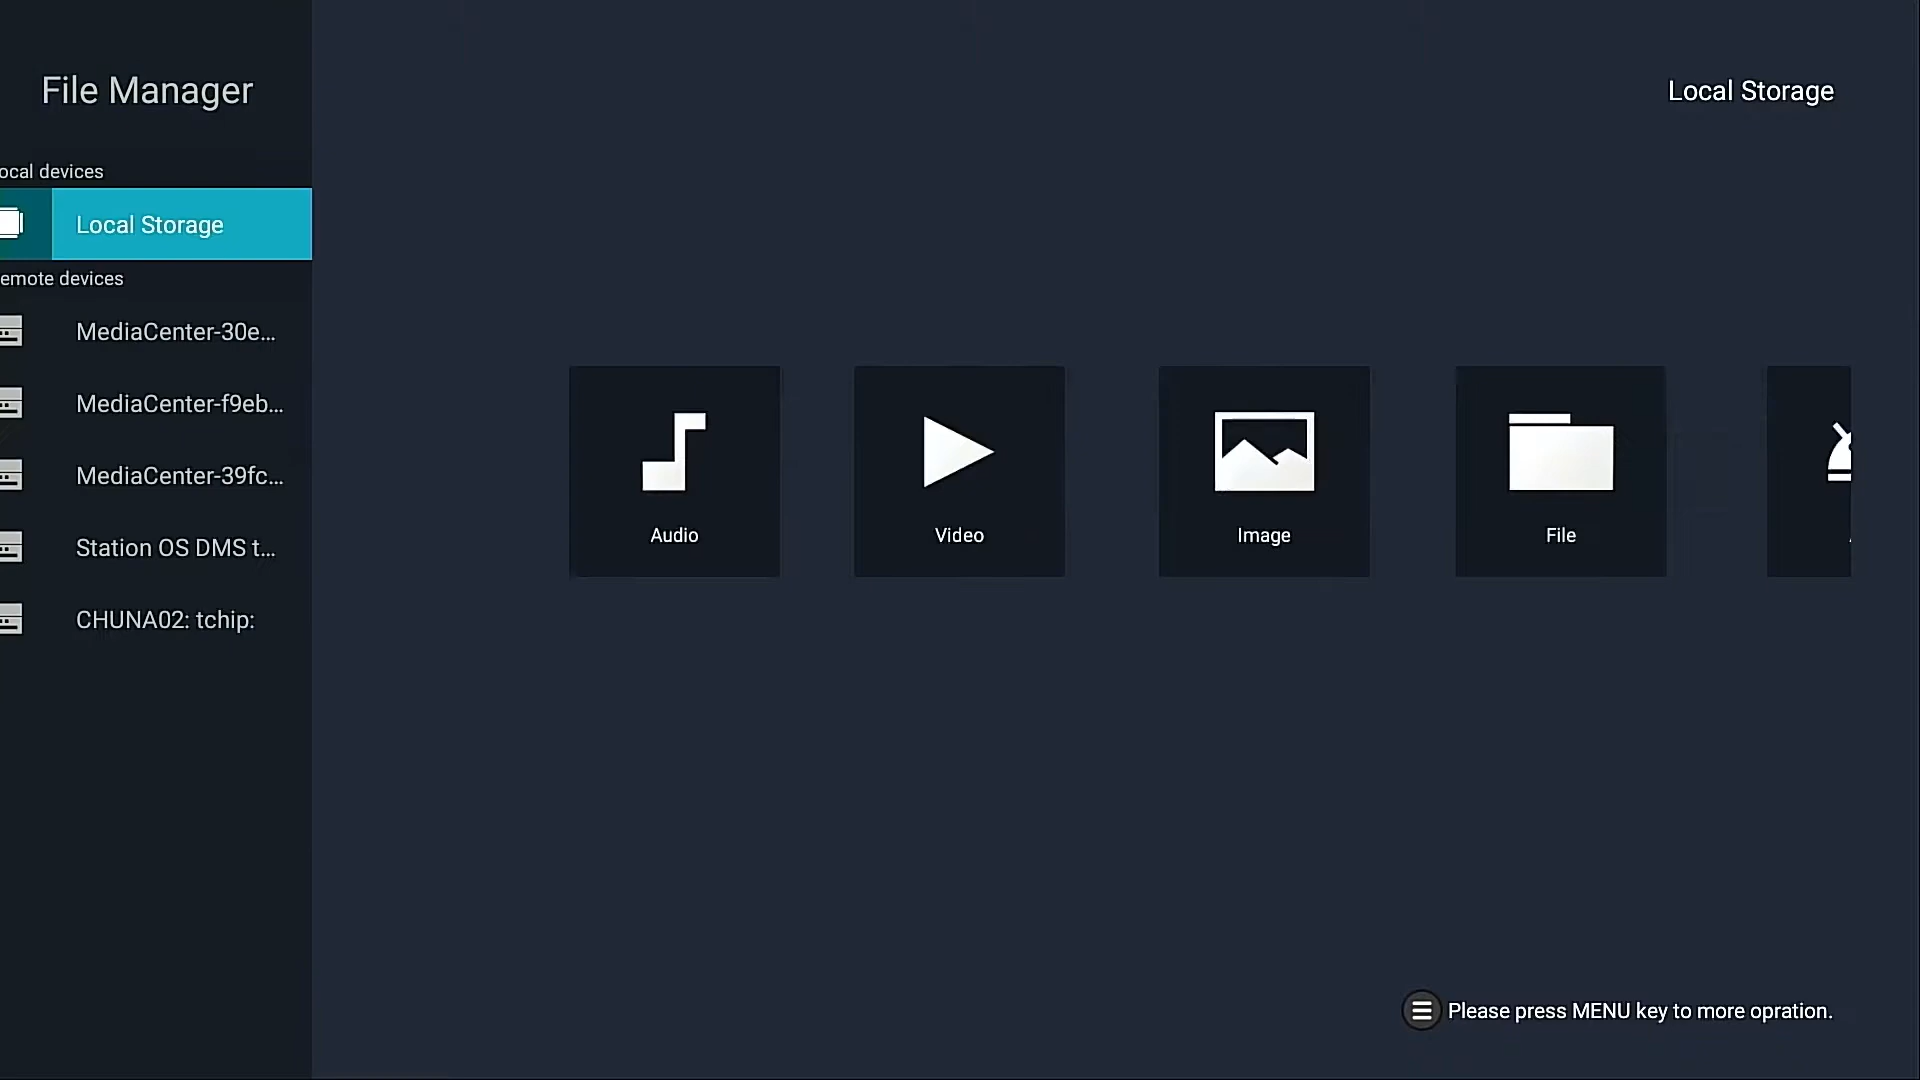 File Manager
Local Storage
ocal devices
Local Storage
emote devices
MediaCenter-30e...
MediaCenter-f9eb...
MediaCenter-39fc...
Station OS DMS t...
CHUNA02: tchip:
Audio
Video
Image
File
Please press MENU key to more opration.